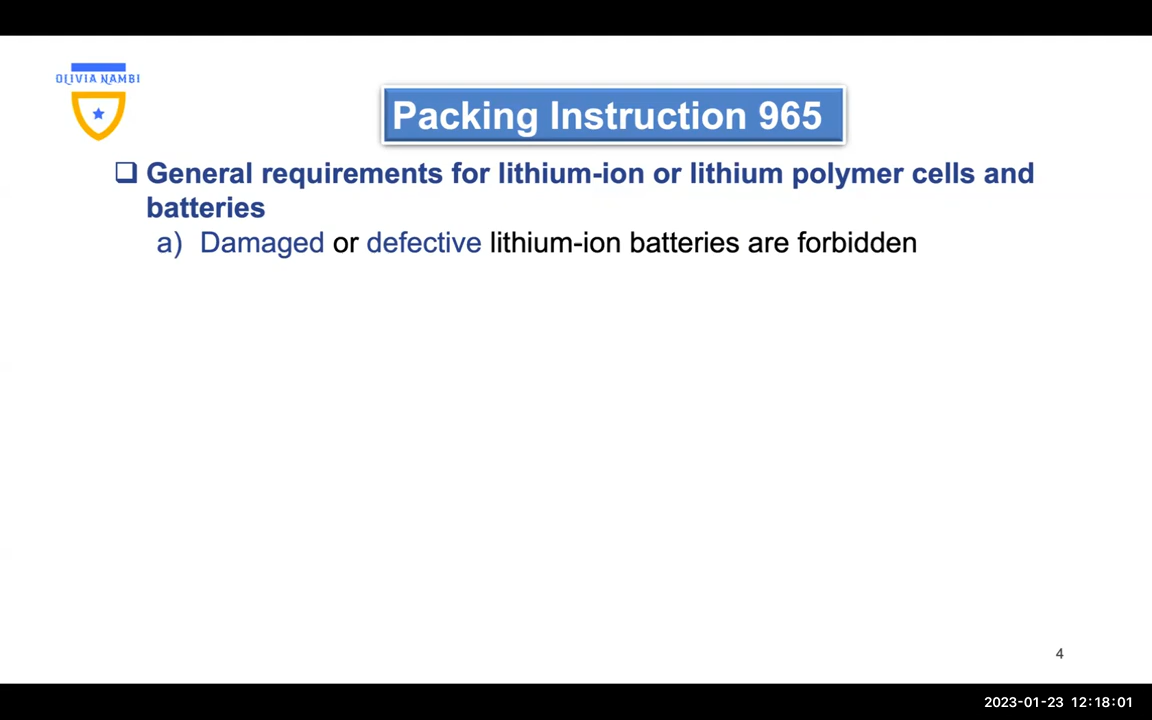 OLIVIA NAMBI
Packing Instruction 965
❑ General requirements for lithium-ion or lithium polymer cells and
batteries
a) Damaged or defective lithium-ion batteries are forbidden
4
2023-01-23 12:18:01